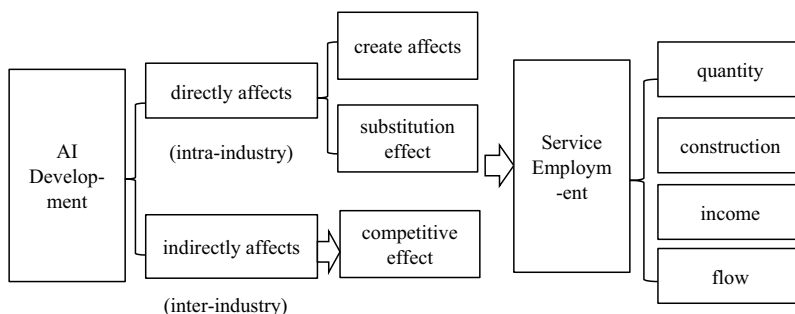 AI
Develop-
ment
directly affects
(intra-industry)
indirectly affects
(inter-industry)
create affects
substitution
effect
competitive
effect
Service
Employm
-ent
quantity
construction
income
flow